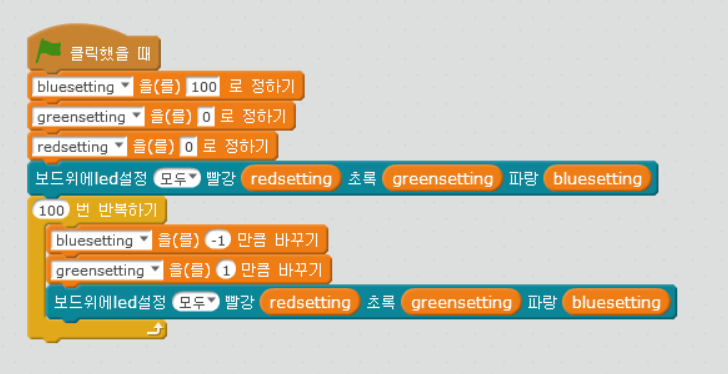 클릭했을 때
bluesetting 을(를) 100 로 정하기
greensetting 을(를) 0 로 정하기
redsetting 을(를) 0 로 정하기
보드위에led설정 모두 빨강 redsetting 초록 greensetting 파랑 bluesetting
100 번 반복하기
bluesetting 을(를) -1 만큼 바꾸기
greensetting 을(를) 1 만큼 바꾸기
보드위에led설정 모두 빨강 redsetting 초록 greensetting 파랑 bluesetting